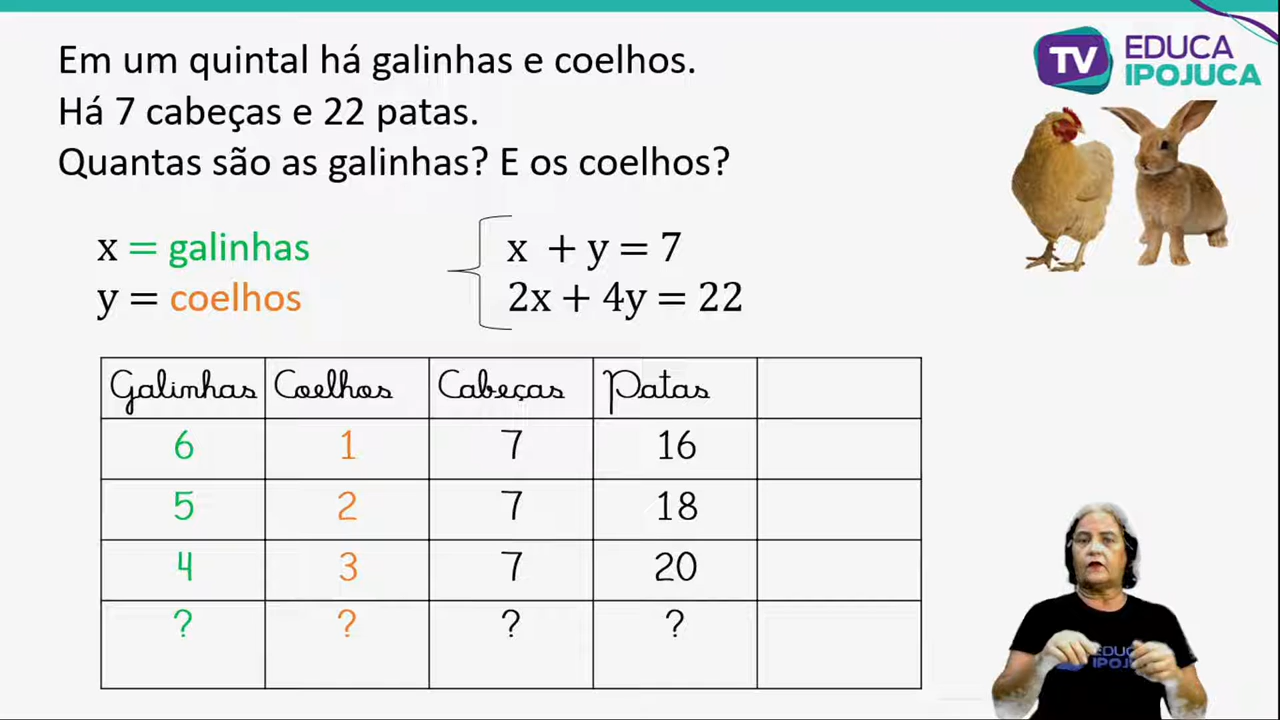 Em um quintal há galinhas e coelhos.
Há 7 cabeças e 22 patas.
Quantas são as galinhas? E os coelhos?
TV EDUCA
IPOJUCA
x = galinhas
y = coelhos
x + y = 7
2x + 4y = 22
Galinhas Coelhos Cabeças Patas
6 1 7 16
5 2 7 18
4 3 7 20
? ? ? ?
EDUC
IPOJ